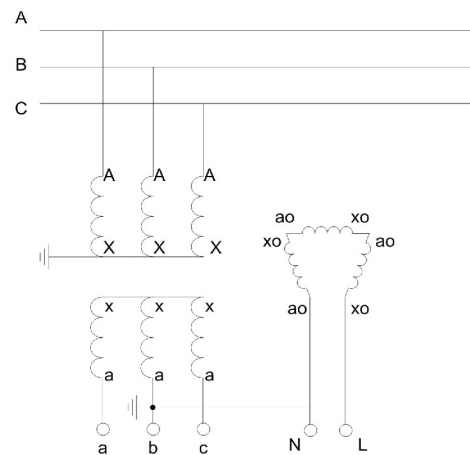 A
B
C
A A A
ao xo
xo ao
X X X
x x x
ao xo
a a a
a b c N L